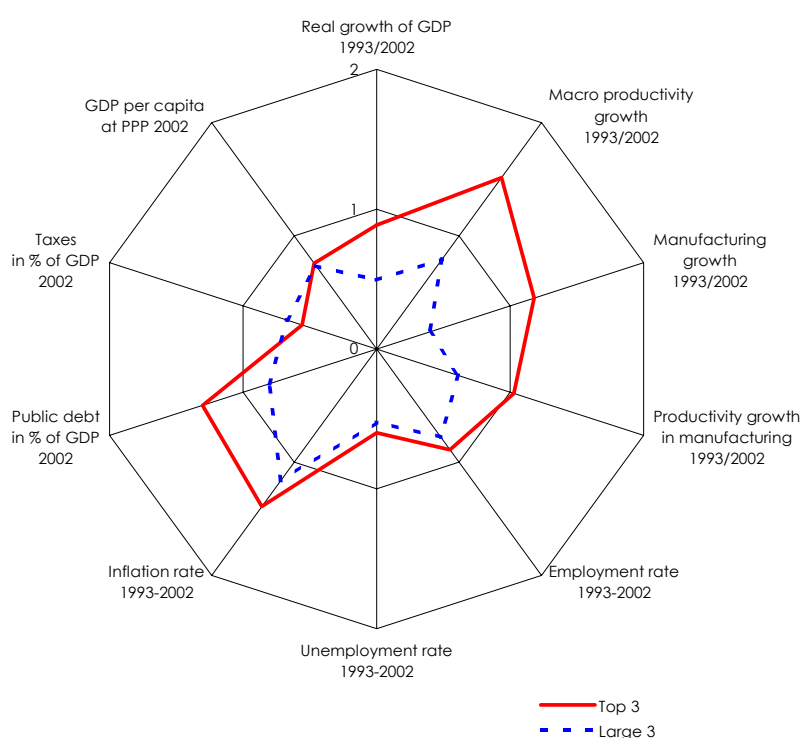 Real growth of GDP
1993/2002
2
GDP per capita
at PPP 2002
Macro productivity
growth
1993/2002
1
Taxes
in % of GDP
2002
Manufacturing
growth
1993/2002
0
Public debt
in % of GDP
2002
Productivity growth
in manufacturing
1993/2002
Inflation rate
1993-2002
Employment rate
1993-2002
Unemployment rate
1993-2002
Top 3
Large 3